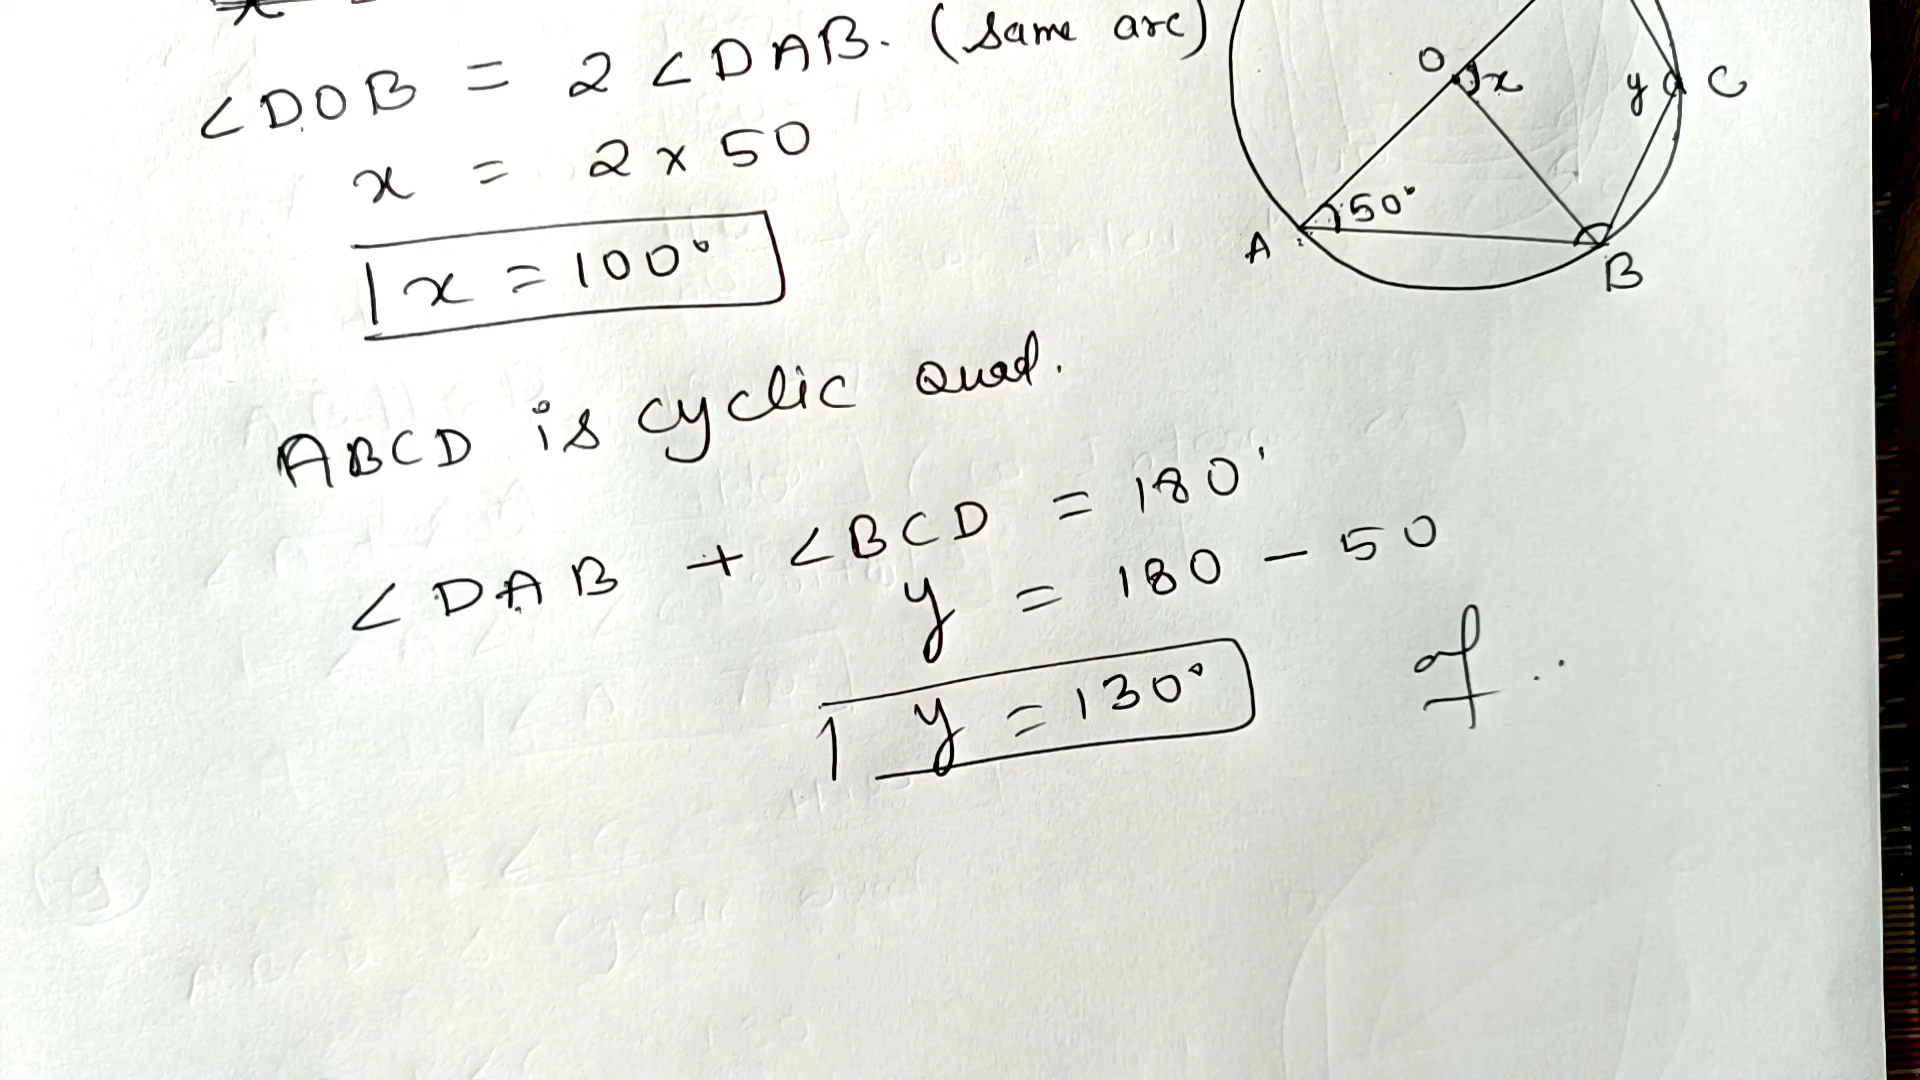 x
∠DOB = 2 ∠DAB. (Same arc)
x = 2 x 50
x = 100°
ABCD is cyclic Quad.
∠DAB + ∠BCD = 180°
y = 180 - 50
y = 130°
O
x
y
C
50°
A
B